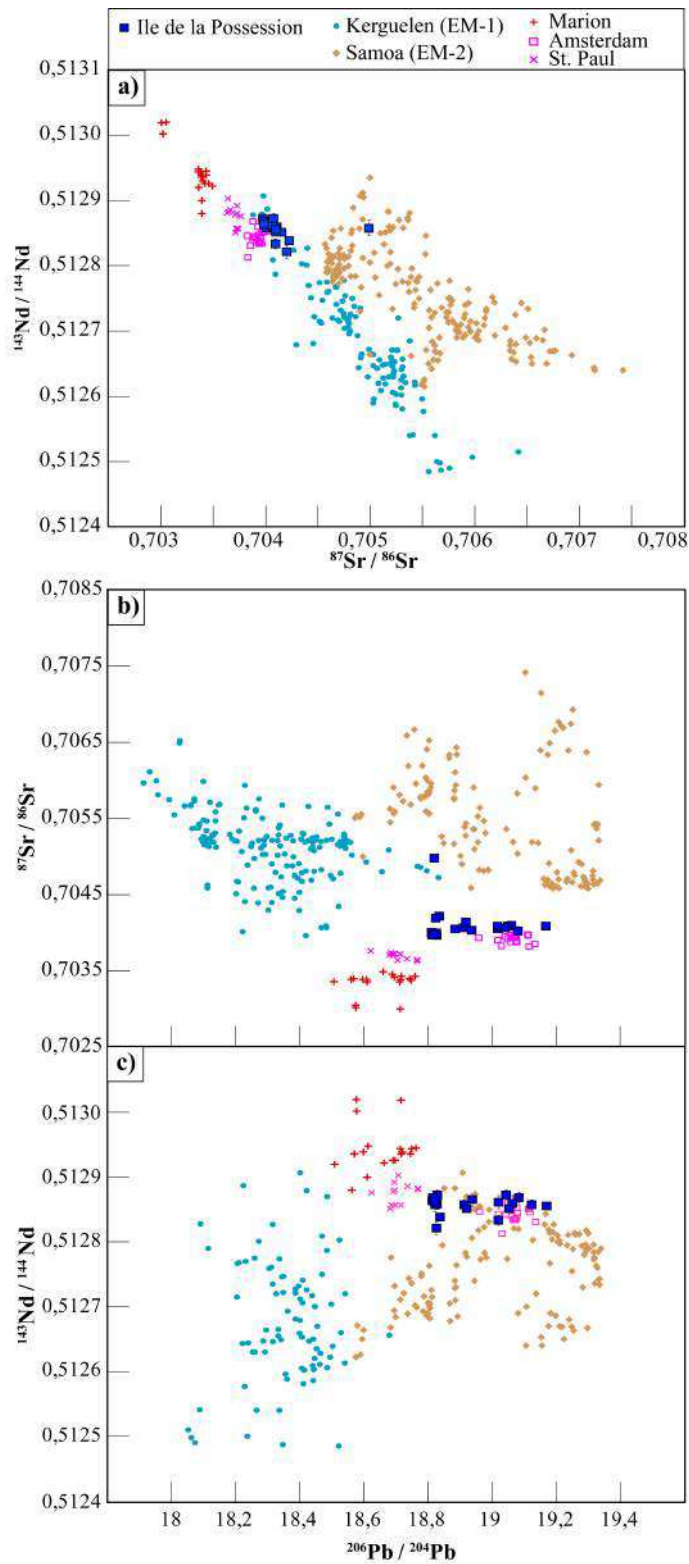 Ile de la Possession Kerguelen (EM-1) Marion
Samoa (EM-2) Amsterdam
St. Paul
a)
0,5131
0,5130
0,5129
0,5128
0,5127
0,5126
0,5125
0,5124
¹⁴³Nd / ¹⁴⁴Nd
0,703 0,704 0,705 0,706 0,707 0,708
⁸⁷Sr / ⁸⁶Sr
b)
0,7085
0,7075
0,7065
0,7055
0,7045
0,7035
0,7025
⁸⁷Sr / ⁸⁶Sr
c)
0,5130
0,5129
0,5128
0,5127
0,5126
0,5125
0,5124
¹⁴³Nd / ¹⁴⁴Nd
18 18,2 18,4 18,6 18,8 19 19,2 19,4
²⁰⁶Pb / ²⁰⁴Pb